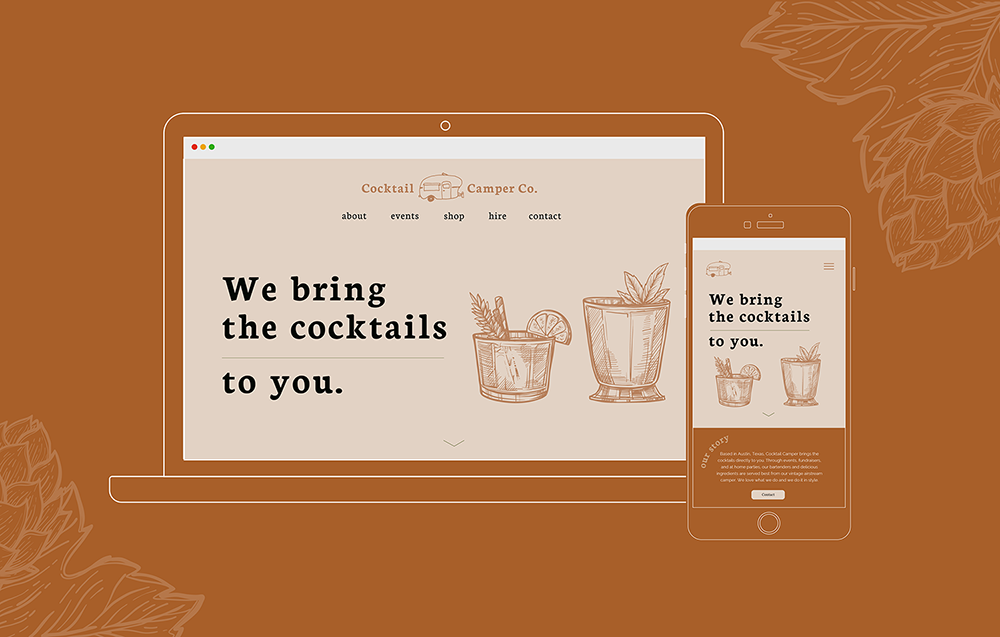 Cocktail Camper Co.
about events shop hire contact
We bring
the cocktails
to you.
We bring
the cocktails
to you.
our story
Based in Austin, Texas, Cocktail Camper brings the
cocktails directly to you. Through events, fundraisers,
and at home parties, our bartenders and delicious
ingredients are served best from our vintage airstream
camper. We love what we do and we do it in style.
Contact